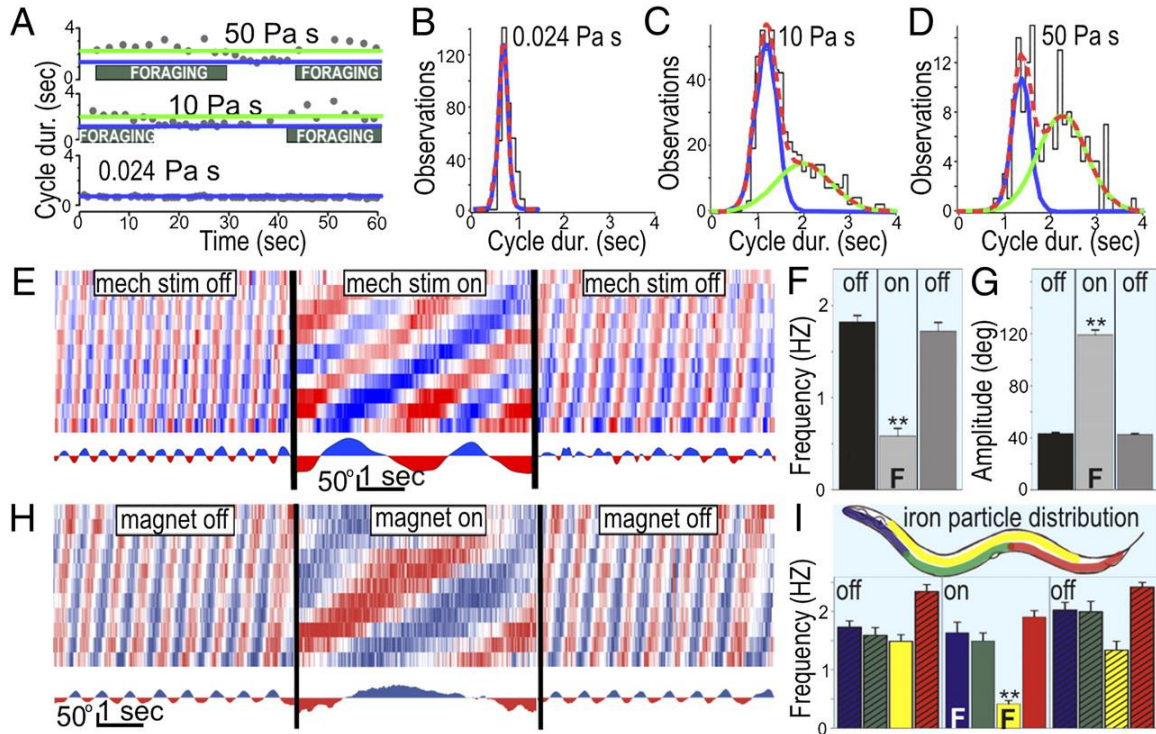 A
Cycle dur. (sec)
4
2
50 Pa s
FORAGING
FORAGING
4
2
0
10 Pa s
FORAGING
FORAGING
4
2
0
0.024 Pa s
0 10 20 30 40 50 60
Time (sec)
B
0.024 Pa s
Observations
140
120
80
40
0
0 1 2 3 4
Cycle dur. (sec)
C
10 Pa s
Observations
40
20
0
0 1 2 3 4
Cycle dur. (sec)
D
50 Pa s
Observations
12
8
4
0
0 1 2 3 4
Cycle dur. (sec)
E
mech stim off
mech stim on
mech stim off
50°
1 sec
F
off on off
Frequency (HZ)
2
1
0
**
F
G
off on off
Amplitude (deg)
120
80
40
0
**
F
H
magnet off
magnet on
magnet off
50°
1 sec
I
iron particle distribution
Frequency (HZ)
2
1
0
off
on
off
F
**
F